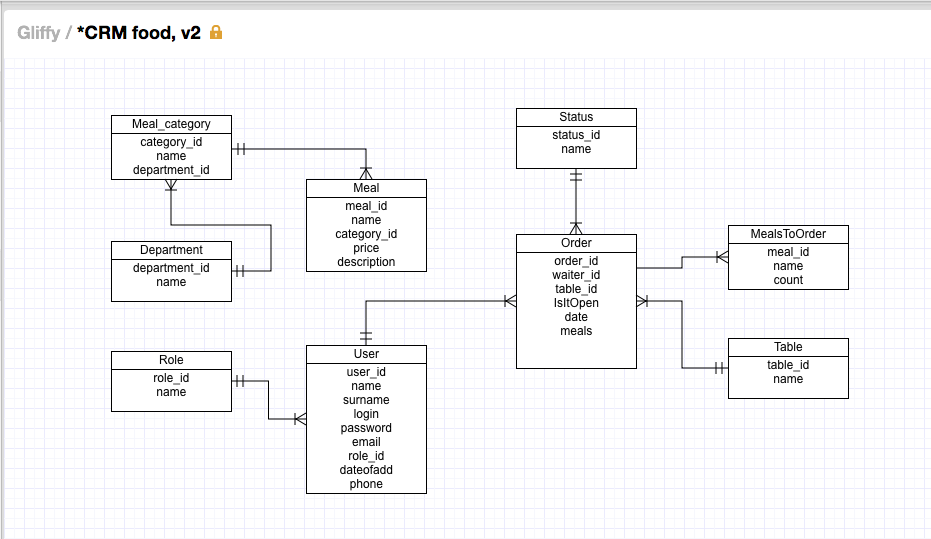 Gliffy / *CRM food, v2
Meal_category
category_id
name
department_id
Meal
meal_id
name
category_id
price
description
Department
department_id
name
Role
role_id
name
User
user_id
name
surname
login
password
email
role_id
dateofadd
phone
Status
status_id
name
Order
order_id
waiter_id
table_id
IsItOpen
date
meals
MealsToOrder
meal_id
name
count
Table
table_id
name